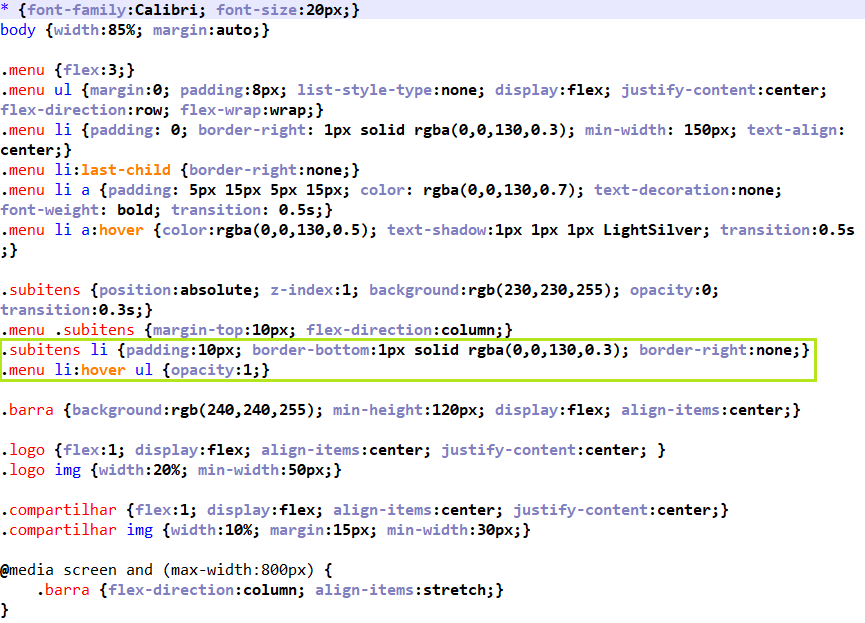 * {font-family:Calibri; font-size:20px;}
body {width:85%; margin:auto;}
.menu {flex:3;}
.menu ul {margin:0; padding:8px; list-style-type:none; display:flex; justify-content:center;
flex-direction:row; flex-wrap:wrap;}
.menu li {padding: 0; border-right: 1px solid rgba(0,0,130,0.3); min-width: 150px; text-align:
center;}
.menu li:last-child {border-right:none;}
.menu li a {padding: 5px 15px 5px 15px; color: rgba(0,0,130,0.7); text-decoration:none;
font-weight: bold; transition: 0.5s;}
.menu li a:hover {color:rgba(0,0,130,0.5); text-shadow:1px 1px 1px LightSilver; transition:0.5s
;}
.subitens {position:absolute; z-index:1; background:rgb(230,230,255); opacity:0;
transition:0.3s;}
.menu .subitens {margin-top:10px; flex-direction:column;}
.subitens li {padding:10px; border-bottom:1px solid rgba(0,0,130,0.3); border-right:none;}
.menu li:hover ul {opacity:1;}
.barra {background:rgb(240,240,255); min-height:120px; display:flex; align-items:center;}
.logo {flex:1; display:flex; align-items:center; justify-content:center; }
.logo img {width:20%; min-width:50px;}
.compartilhar {flex:1; display:flex; align-items:center; justify-content:center;}
.compartilhar img {width:10%; margin:15px; min-width:30px;}
@media screen and (max-width:800px) {
.barra {flex-direction:column; align-items:stretch;}
}